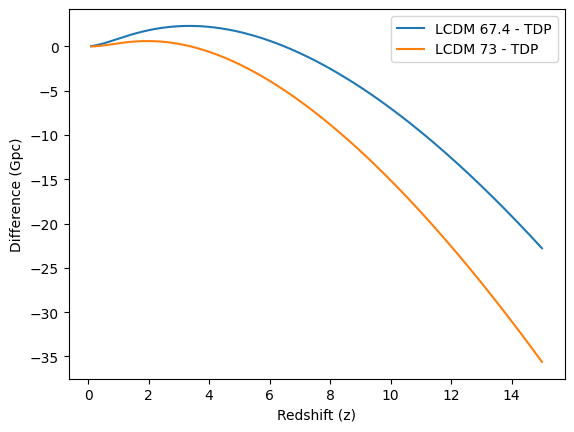 LCDM 67.4 - TDP
LCDM 73 - TDP
Difference (Gpc)
0
−5
−10
−15
−20
−25
−30
−35
0 2 4 6 8 10 12 14
Redshift (z)